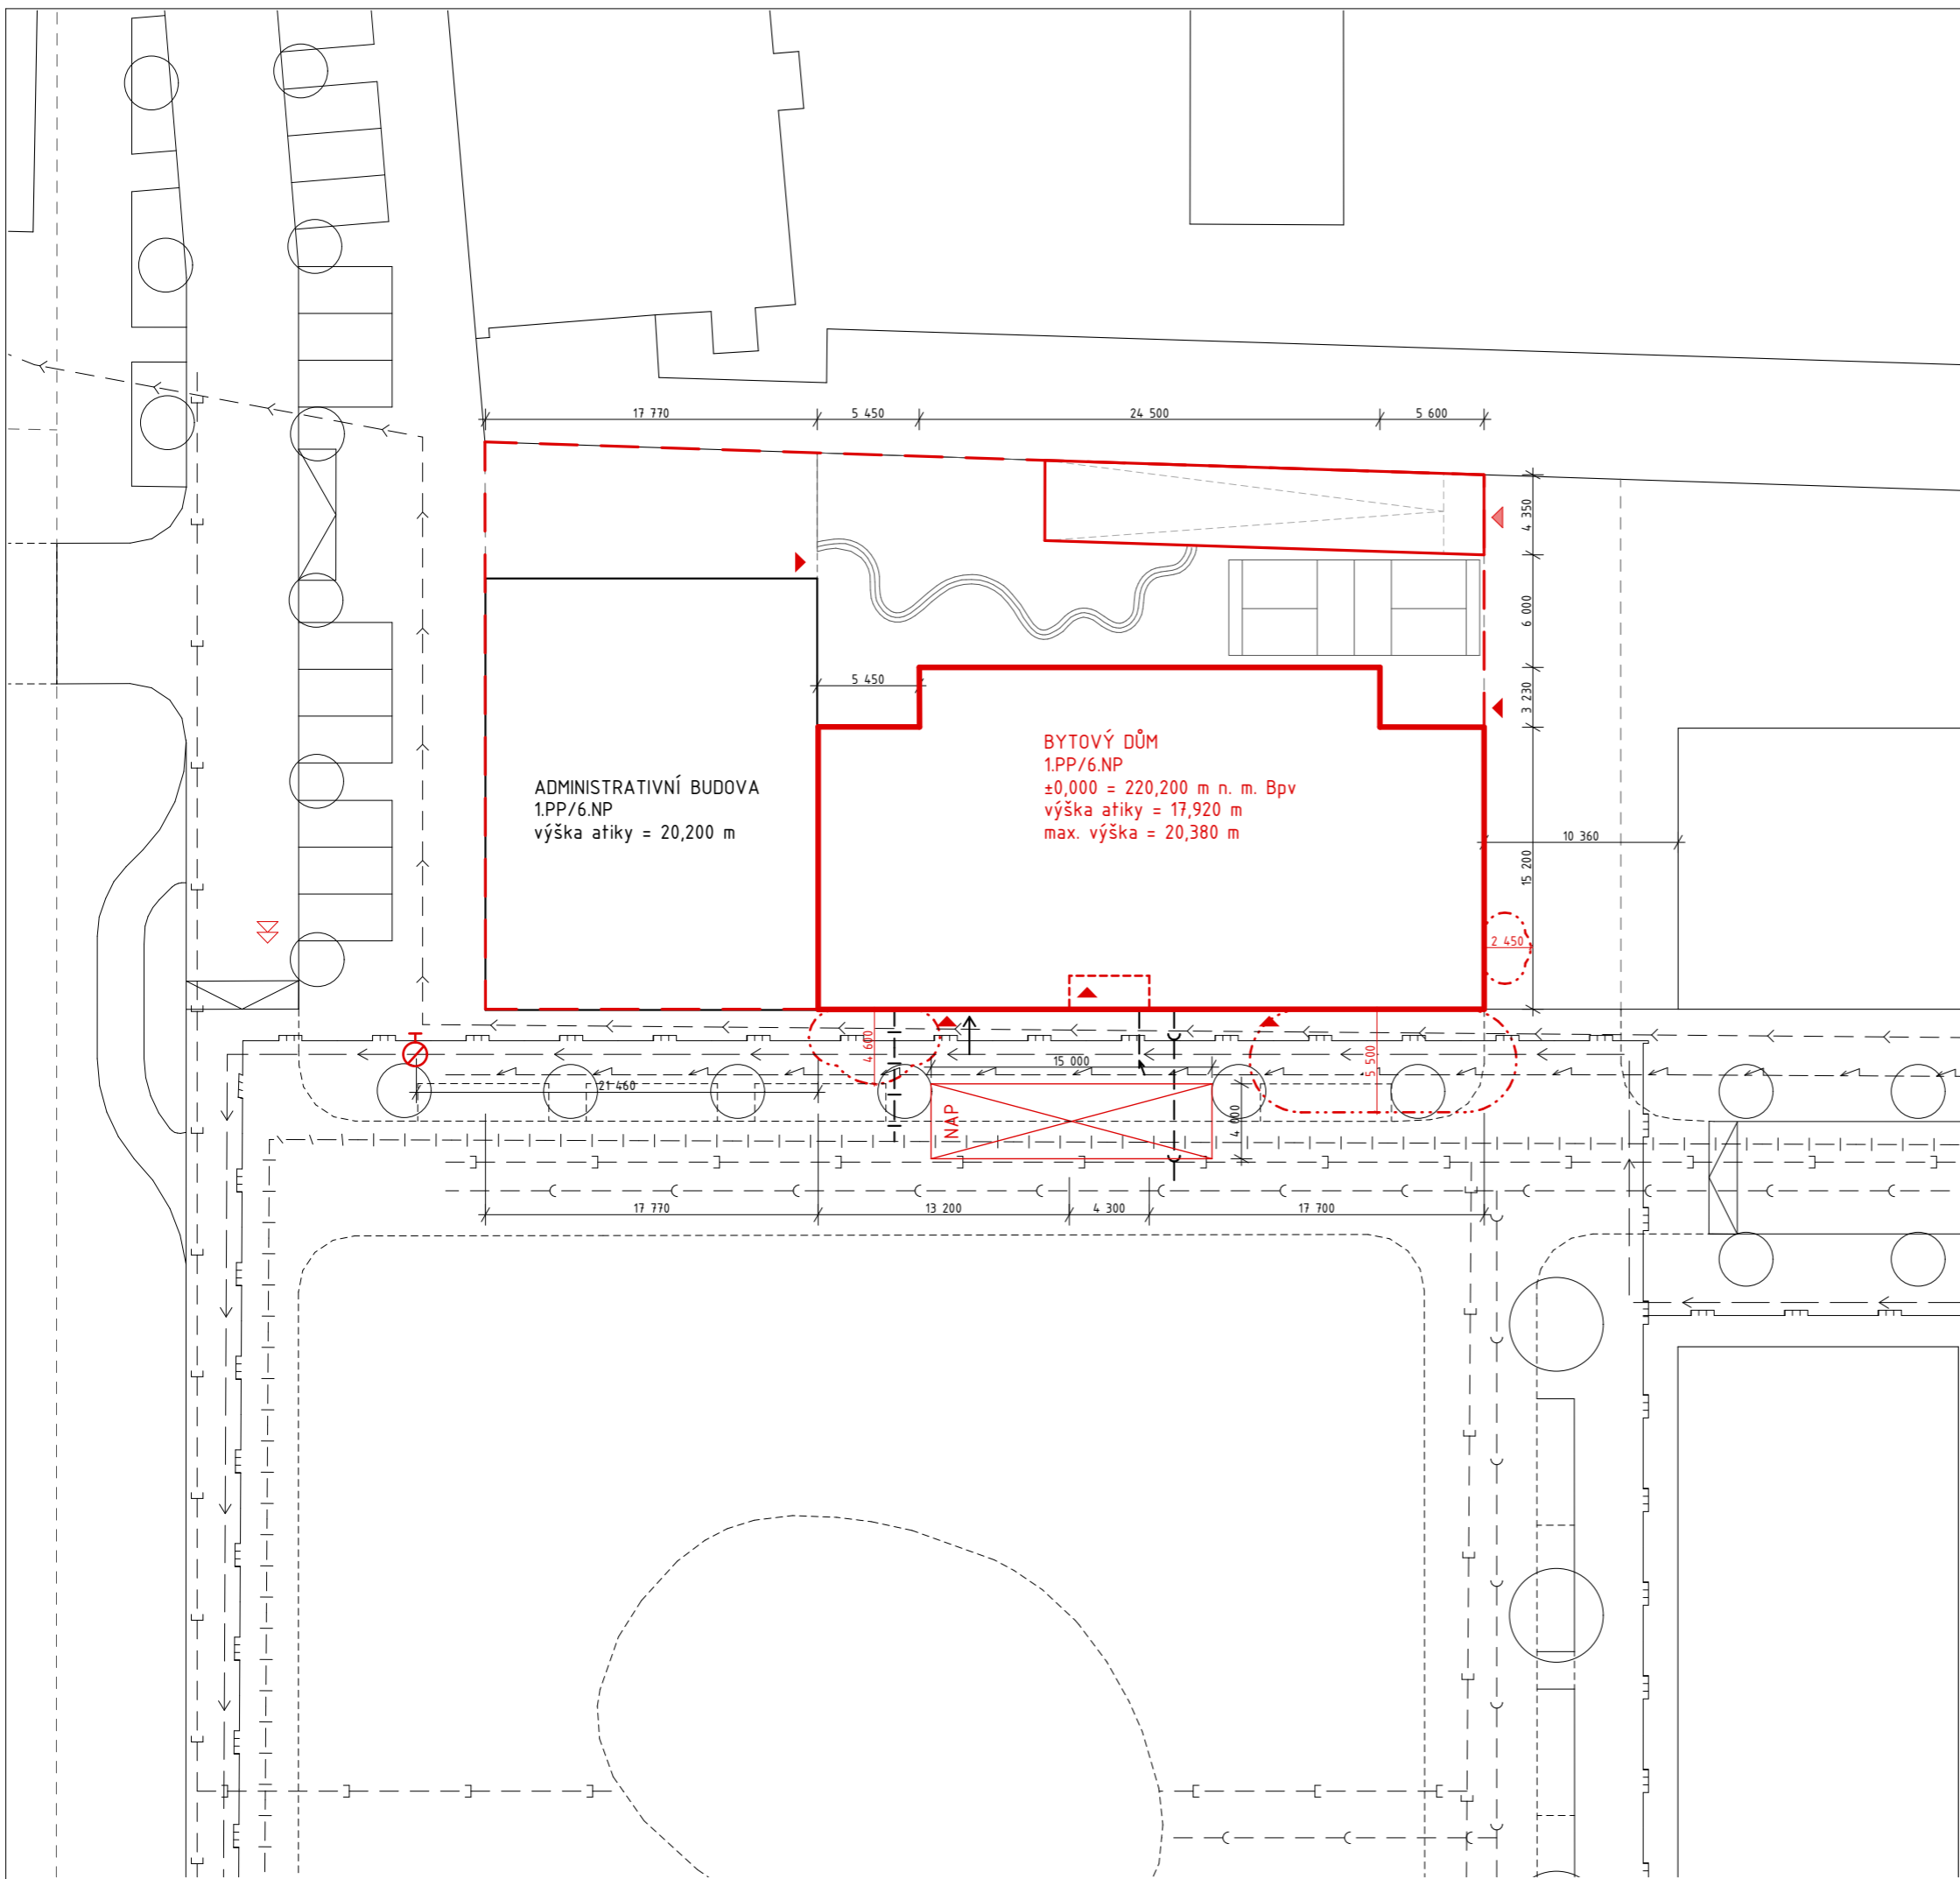 17 770
5 450
24 500
5 600
4 350
6 000
3 230
15 200
5 450
BYTOVÝ DŮM
1.PP/6.NP
±0,000 = 220,200 m n. m. Bpv
výška atiky = 17,920 m
max. výška = 20,380 m
ADMINISTRATIVNÍ BUDOVA
1.PP/6.NP
výška atiky = 20,200 m
10 360
2 450
4 600
15 000
5 500
21 460
NAP
4 000
17 770
13 200
4 300
17 700